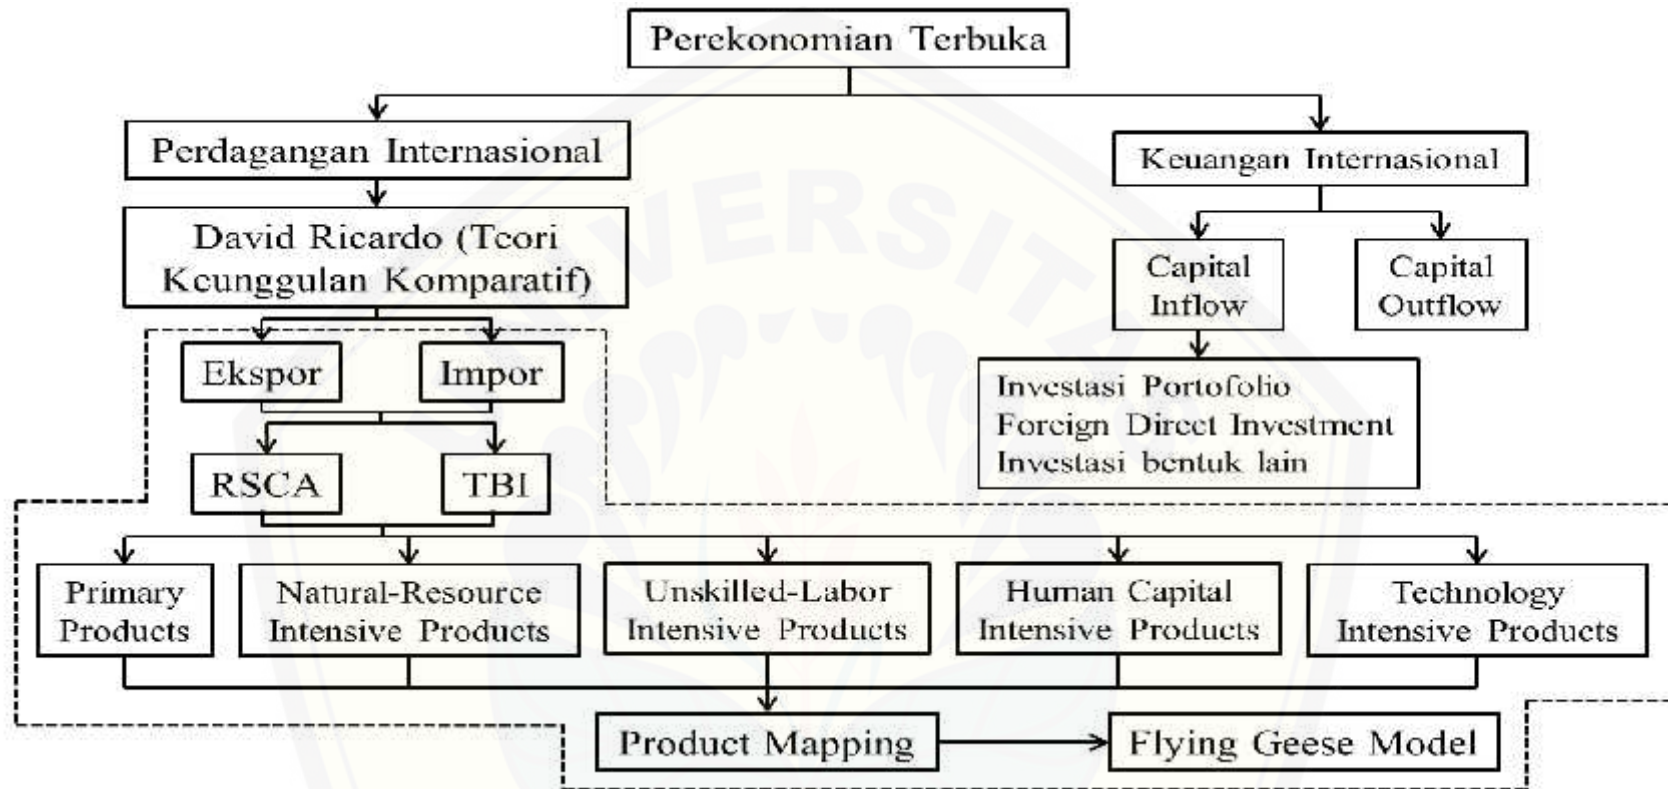 Perekonomian Terbuka
Perdagangan Internasional
Keuangan Internasional
David Ricardo (Teori
Keunggulan Komparatif)
Capital
Inflow
Capital
Outflow
Ekspor
Impor
Investasi Portofolio
Foreign Direct Investment
Investasi bentuk lain
RSCA
TBI
Primary
Products
Natural-Resource
Intensive Products
Unskilled-Labor
Intensive Products
Human Capital
Intensive Products
Technology
Intensive Products
Product Mapping
Flying Geese Model
UNIVERSITAS